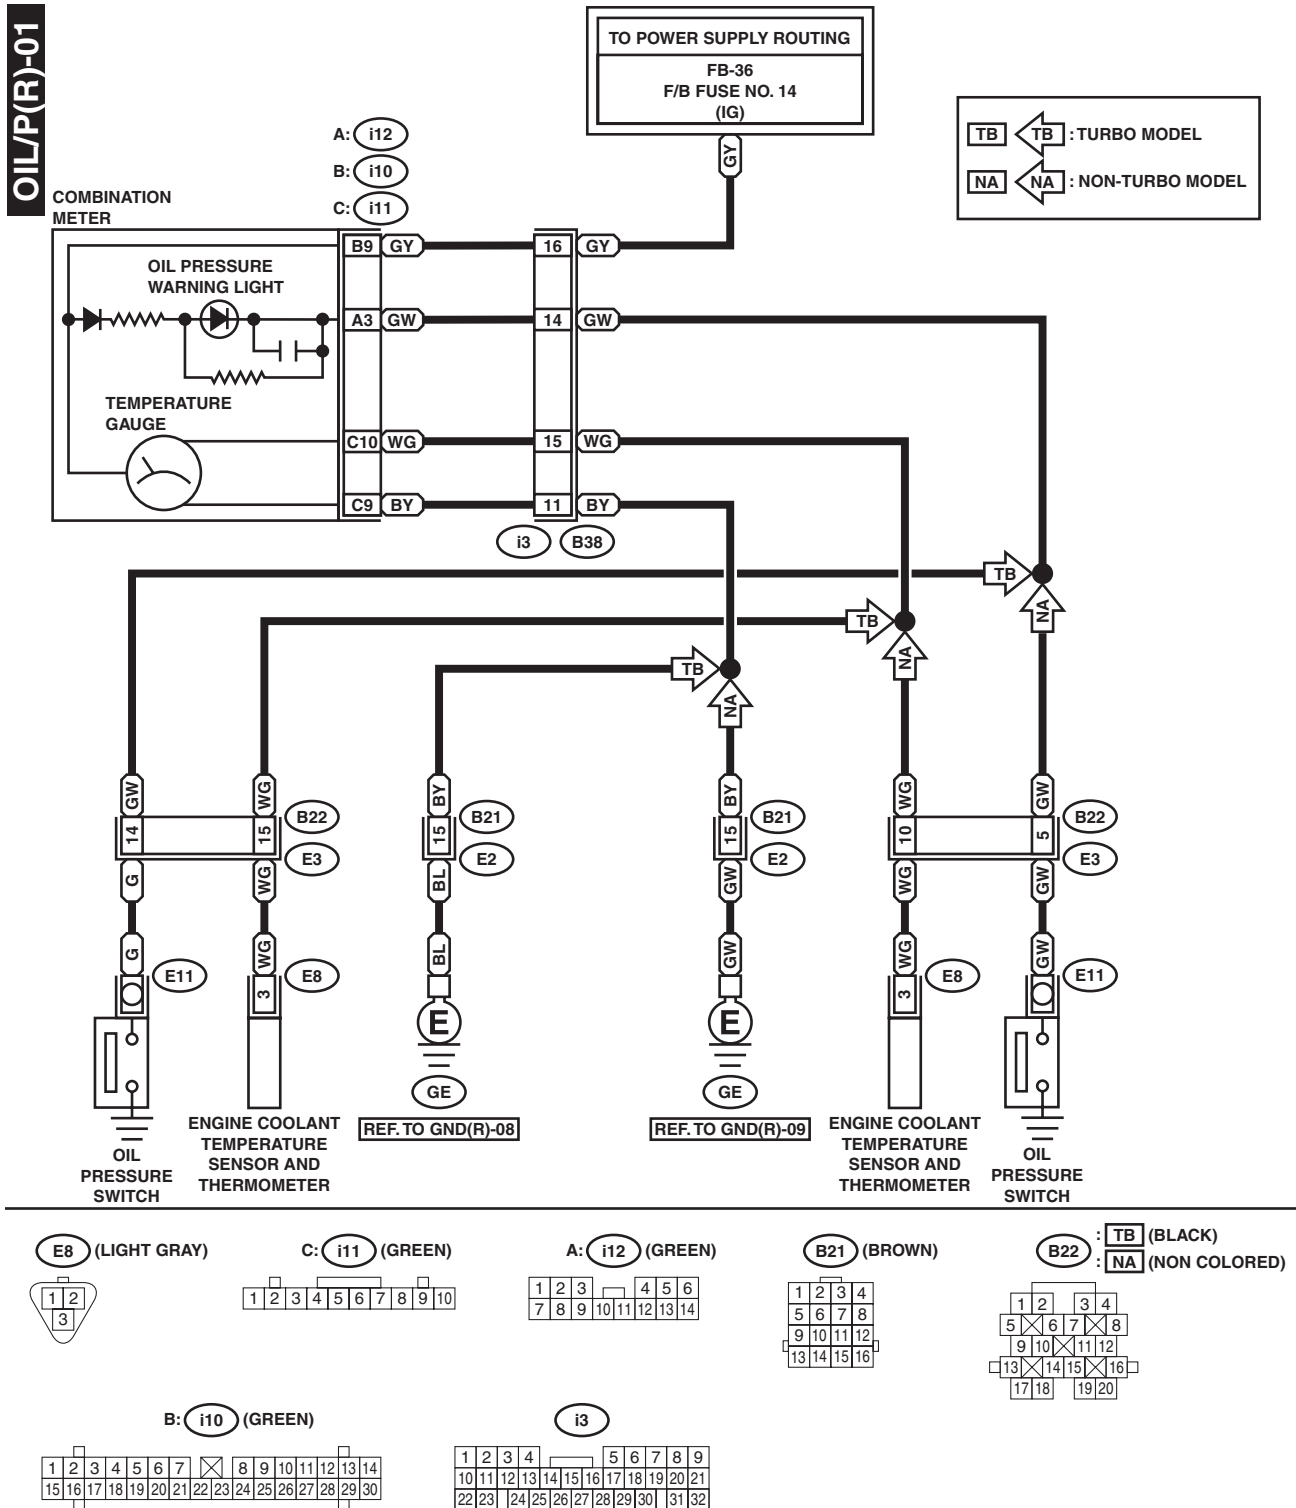 OIL/P(R)-01
TO POWER SUPPLY ROUTING
FB-36
F/B FUSE NO. 14
(IG)
GY
TB TB : TURBO MODEL
NA NA : NON-TURBO MODEL
A: i12
B: i10
C: i11
COMBINATION
METER
B9 GY 16 GY
OIL PRESSURE
WARNING LIGHT
A3 GW 14 GW
TEMPERATURE
GAUGE
C10 WG 15 WG
C9 BY 11 BY
i3 B38
TB
NA
TB
NA
TB
NA
GW WG BY BY WG GW
14 15 B22 15 B21 15 B21 10 5 B22
E3 E2 E2 E3
G WG BL GW WG GW
G WG BL GW WG GW
E11 3 E8 3 E8 E11
E E
GE GE
REF. TO GND(R)-08
REF. TO GND(R)-09
OIL
PRESSURE
SWITCH
ENGINE COOLANT
TEMPERATURE
SENSOR AND
THERMOMETER
ENGINE COOLANT
TEMPERATURE
SENSOR AND
THERMOMETER
OIL
PRESSURE
SWITCH
E8 (LIGHT GRAY)
1 2
3
C: i11 (GREEN)
1 2 3 4 5 6 7 8 9 10
A: i12 (GREEN)
1 2 3 4 5 6
7 8 9 10 11 12 13 14
B21 (BROWN)
1 2 3 4
5 6 7 8
9 10 11 12
13 14 15 16
B22 : TB (BLACK)
: NA (NON COLORED)
1 2 3 4
5 6 7 8
9 10 11 12
13 14 15 16
17 18 19 20
B: i10 (GREEN)
1 2 3 4 5 6 7 8 9 10 11 12 13 14
15 16 17 18 19 20 21 22 23 24 25 26 27 28 29 30
i3
1 2 3 4 5 6 7 8 9
10 11 12 13 14 15 16 17 18 19 20 21
22 23 24 25 26 27 28 29 30 31 32